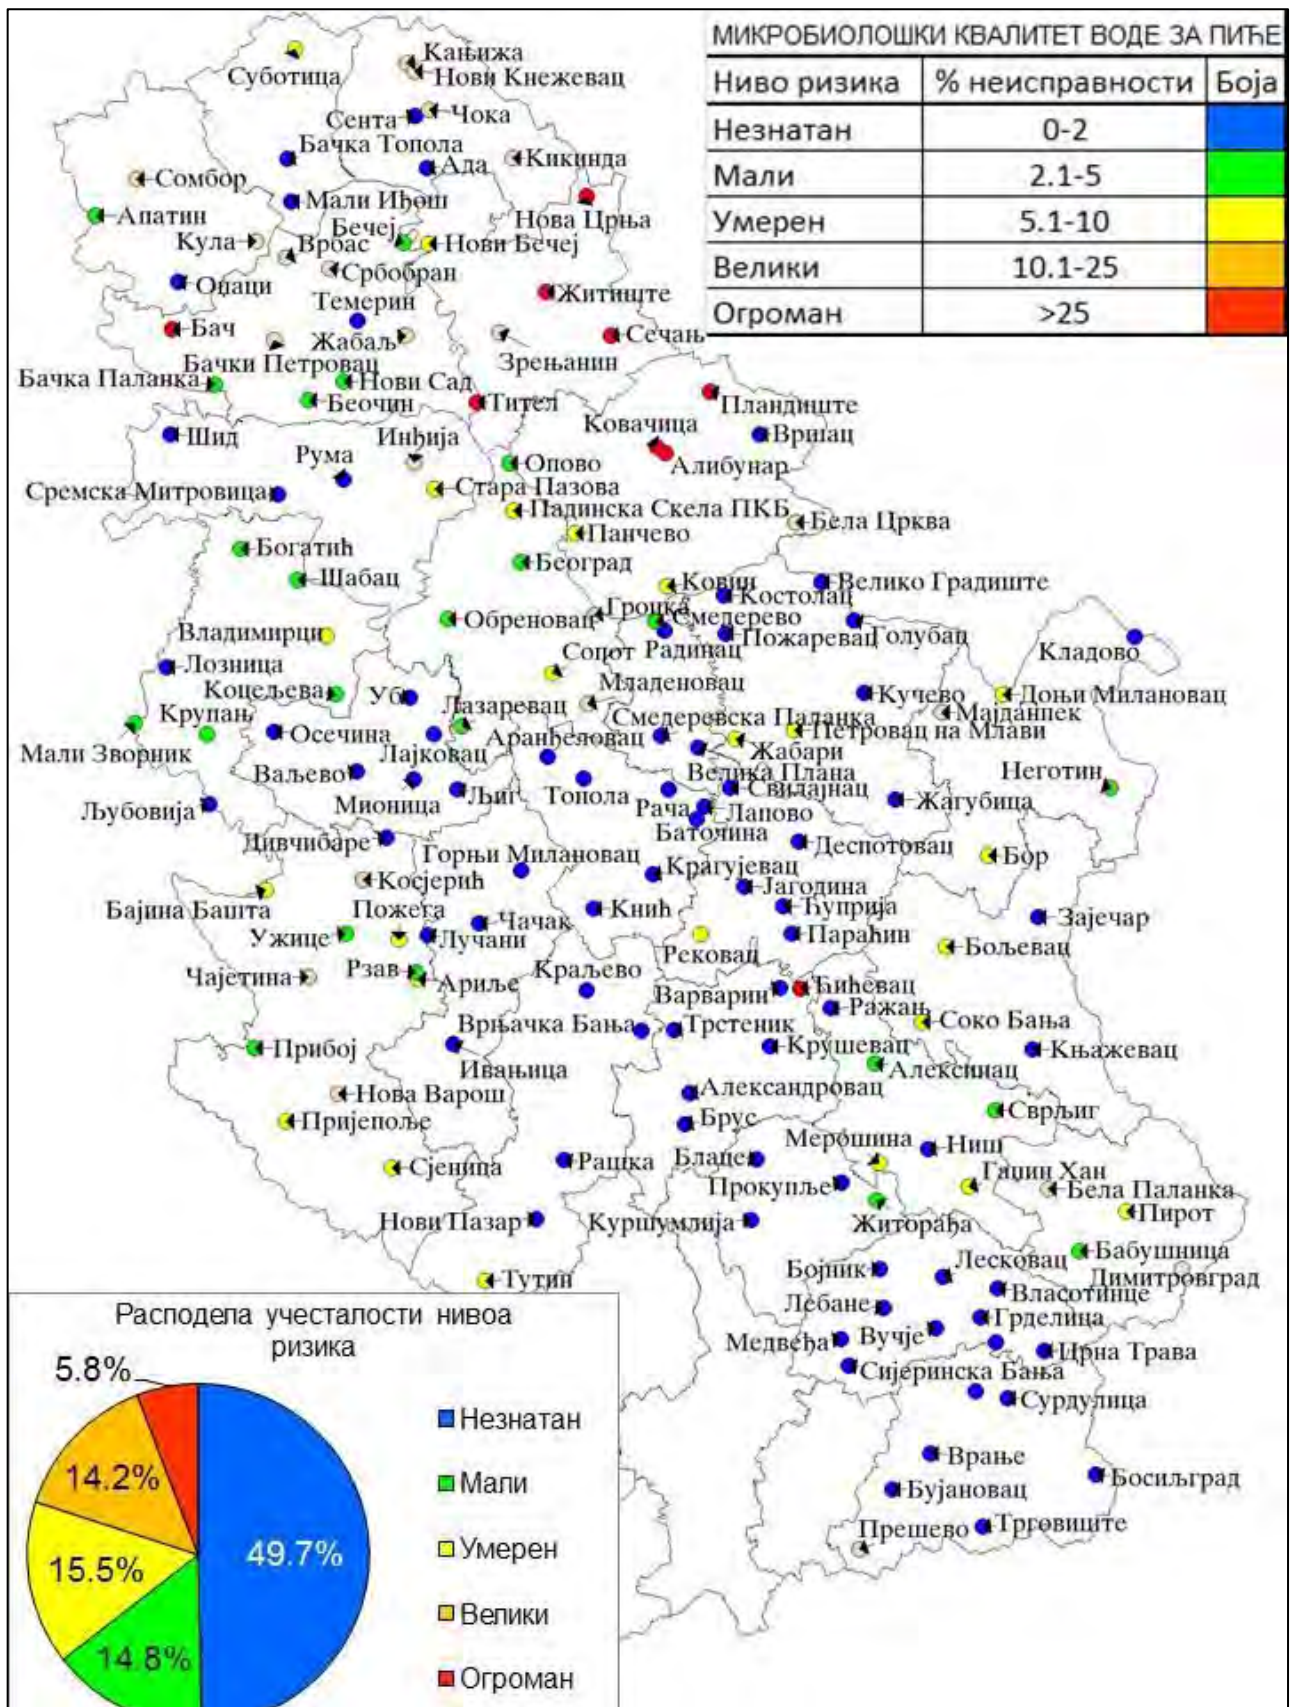 МИКРОБИОЛОШКИ КВАЛИТЕТ ВОДЕ ЗА ПИЋЕ
Ниво ризика % неисправности Боја
Незнатан 0-2
Мали 2.1-5
Умерен 5.1-10
Велики 10.1-25
Огроман >25
Суботица
Кањижа
Нови Кнежевац
Сента
Чока
Бачка Топола
Ада
Кикинда
Сомбор
Мали Иђош
Нова Црња
Апатин
Бечеј
Кула
Врбас
Нови Бечеј
Србобран
Оџаци
Темерин
Житиште
Бач
Жабаљ
Сечањ
Бачки Петровац
Зрењанин
Бачка Паланка
Нови Сад
Беочин
Тител
Пландиште
Ковачица
Шид
Инђија
Вршац
Рума
Опово
Алибунар
Сремска Митровица
Стара Пазова
Падинска Скела ПКБ
Бела Црква
Панчево
Богатић
Београд
Шабац
Ковин
Велико Градиште
Костолац
Гроцка
Обреновац
Смедерево
Владимирци
Радинац
Пожаревац
Голубац
Кладово
Лозница
Сопот
Коцељева
Уб
Младеновац
Кучево
Доњи Милановац
Лазаревац
Мајданпек
Крупањ
Смедеревска Паланка
Петровац на Млави
Осечина
Аранђеловац
Мали Зворник
Лајковац
Жабари
Ваљево
Велика Плана
Неготин
Мионица
Љиг
Топола
Свилајнац
Жагубица
Љубовија
Рача
Лапово
Баточина
Дивчибаре
Деспотовац
Горњи Милановац
Бор
Косјерић
Крагујевац
Јагодина
Бајина Башта
Пожега
Кнић
Ћуприја
Зајечар
Чачак
Ужице
Лучани
Параћин
Бољевац
Рековац
Рзав
Краљево
Чајетина
Ариље
Варварин
Ћићевац
Ражањ
Соко Бања
Врњачка Бања
Трстеник
Прибој
Ивањица
Крушевац
Књажевац
Алексинац
Нова Варош
Александровац
Сврљиг
Пријепоље
Брус
Мерошина
Ниш
Сјеница
Рашка
Блаце
Гаџин Хан
Прокупље
Бела Паланка
Нови Пазар
Куршумлија
Житорађа
Пирот
Бабушница
Тутин
Бојник
Лесковац
Димитровград
Власотинце
Лебане
Грделица
Медвеђа
Вучје
Црна Трава
Сијеринска Бања
Сурдулица
Врање
Босиљград
Бујановац
Прешево
Трговиште
Расподела учесталости нивоа
ризика
5.8%
14.2%
15.5%
14.8%
49.7%
Незнатан
Мали
Умерен
Велики
Огроман